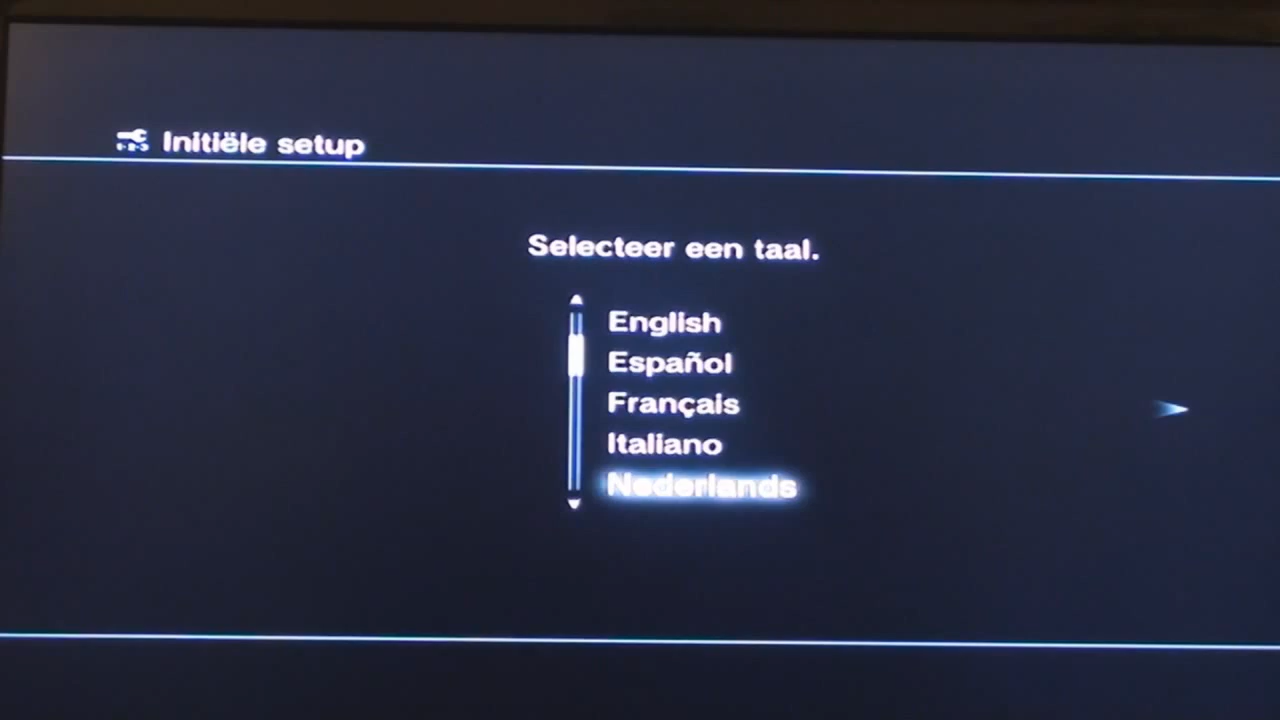 Initiële setup
Selecteer een taal.
English
Español
Français
Italiano
Nederlands